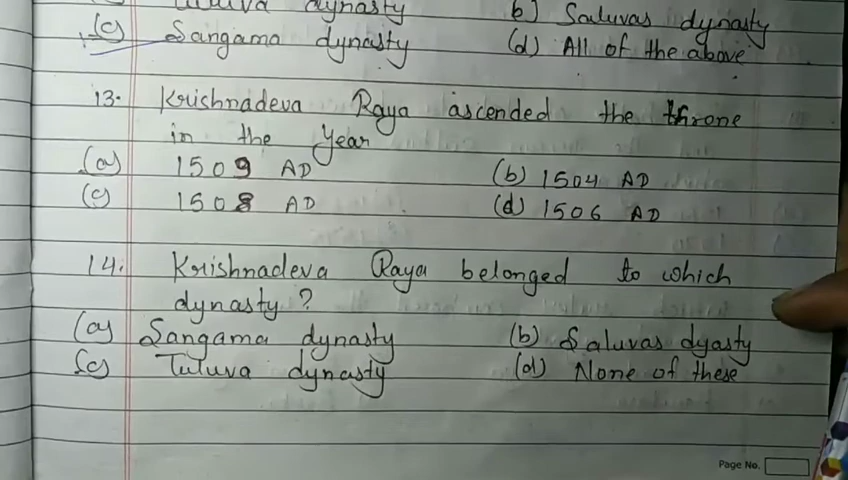 Tuluva dynasty b) Saluvas dynasty
(c) Sangama dynasty (d) All of the above
13. Krishnadeva Raya ascended the throne
in the year
(a) 1509 AD (b) 1504 AD
(c) 1508 AD (d) 1506 AD
14. Krishnadeva Raya belonged to which
dynasty ?
(a) Sangama dynasty (b) Saluvas dyasty
(c) Tuluva dynasty (d) None of these
Page No.